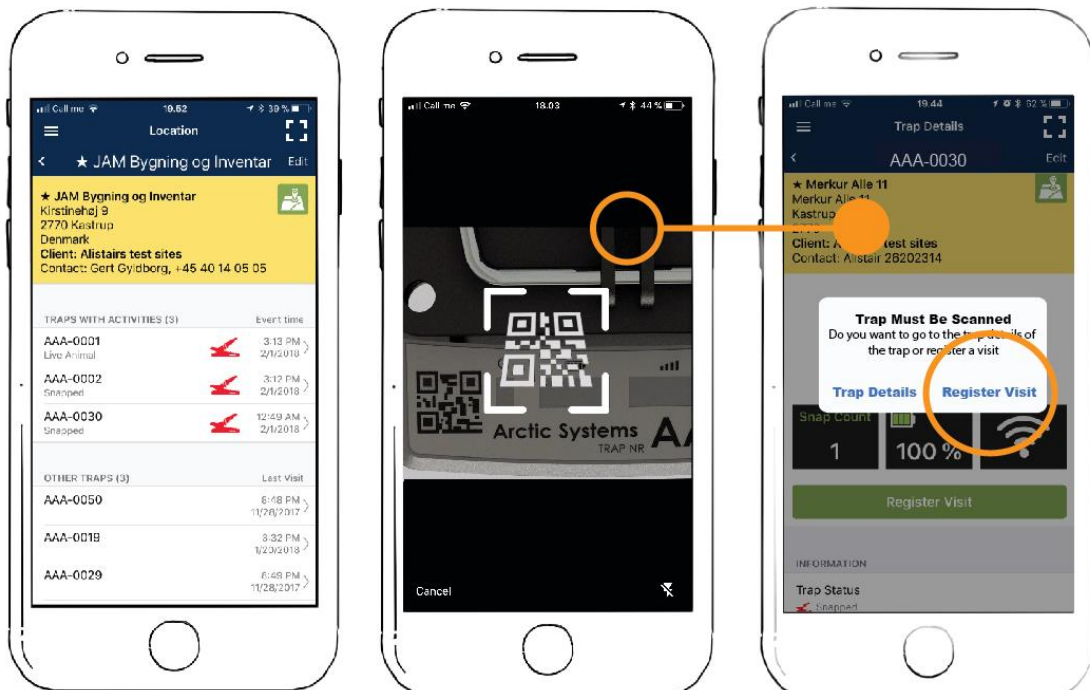 Call me 19.52 39 %
Location
★ JAM Bygning og Inventar Edit
★ JAM Bygning og Inventar
Kirstinehøj 9
2770 Kastrup
Denmark
Client: Alistairs test sites
Contact: Gert Gyldborg, +45 40 14 05 05
TRAPS WITH ACTIVITIES (3) Event time
AAA-0001 3:13 PM
Live Animal 2/1/2018
AAA-0002 3:12 PM
Snapped 2/1/2018
AAA-0030 12:49 AM
Snapped 2/1/2018
OTHER TRAPS (3) Last Visit
AAA-0050 8:48 PM
11/28/2017
AAA-0019 3:32 PM
1/20/2018
AAA-0029 6:49 PM
11/28/2017
Call me 18.03 44 %
Arctic Systems
TRAP NR
Cancel
Call me 19.44 62 %
Trap Details
AAA-0030 Edit
★ Merkur Alle 11
Merkur Alle 11
Kastrup
Client: test sites
Contact: Alistair 26202314
Trap Must Be Scanned
Do you want to go to the trap details of
the trap or register a visit
Trap Details Register Visit
Snap Count
1 100 %
Register Visit
INFORMATION
Trap Status
Snapped